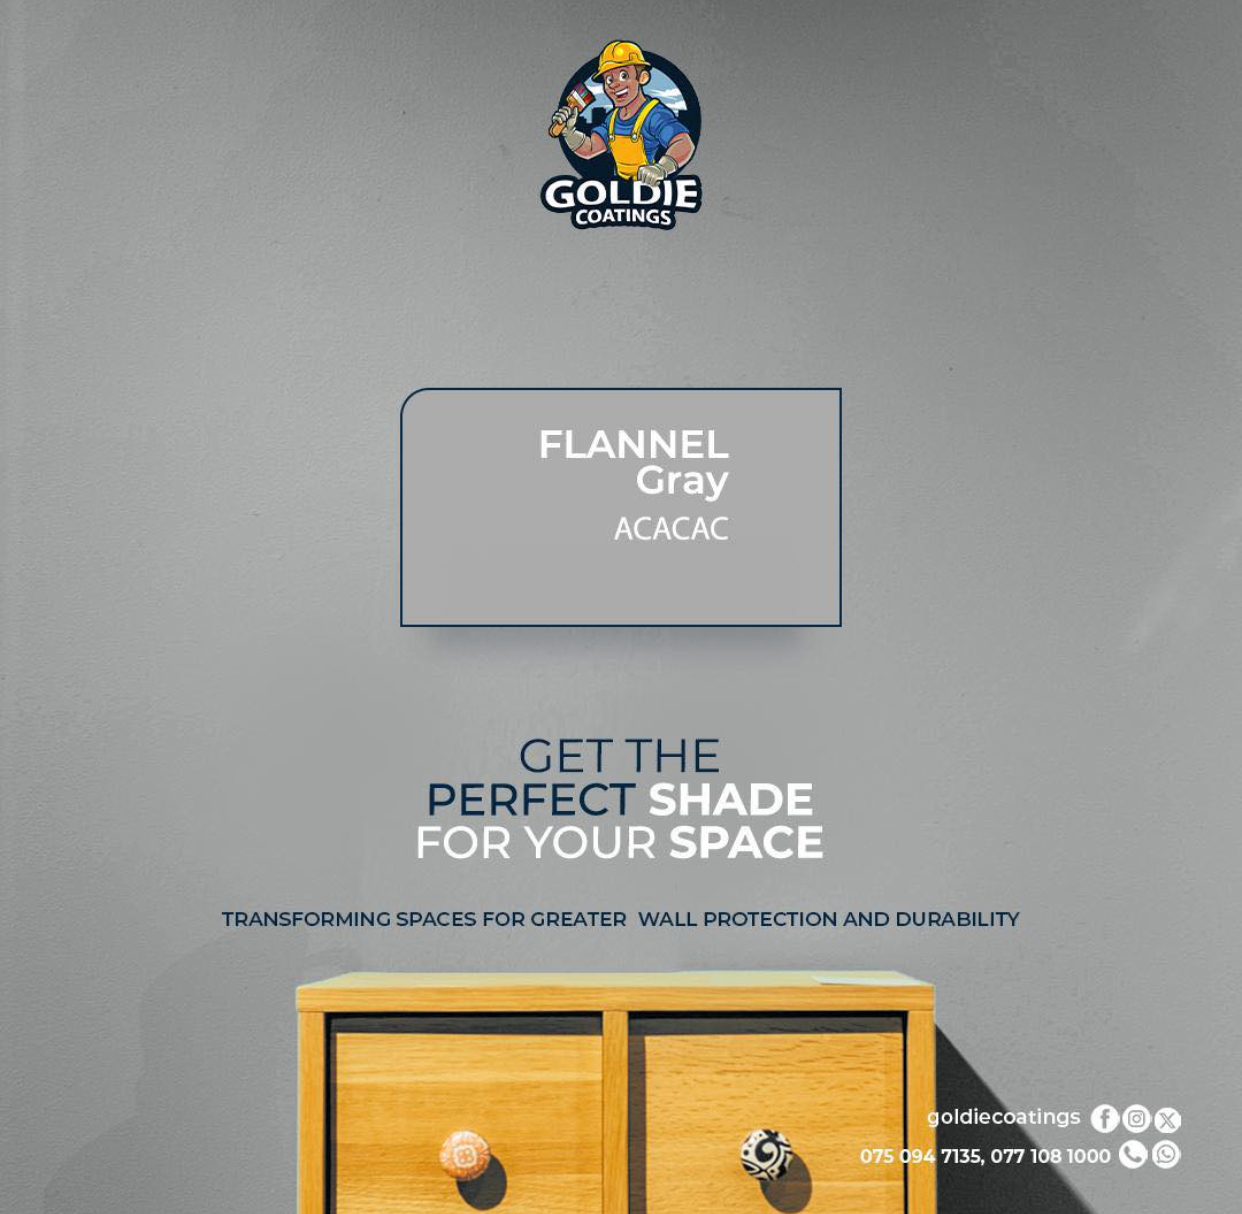 GOLDIE
COATINGS
FLANNEL
Gray
ACACAC
GET THE
PERFECT SHADE
FOR YOUR SPACE
TRANSFORMING SPACES FOR GREATER  WALL PROTECTION AND DURABILITY
goldiecoatings
075 094 7135, 077 108 1000